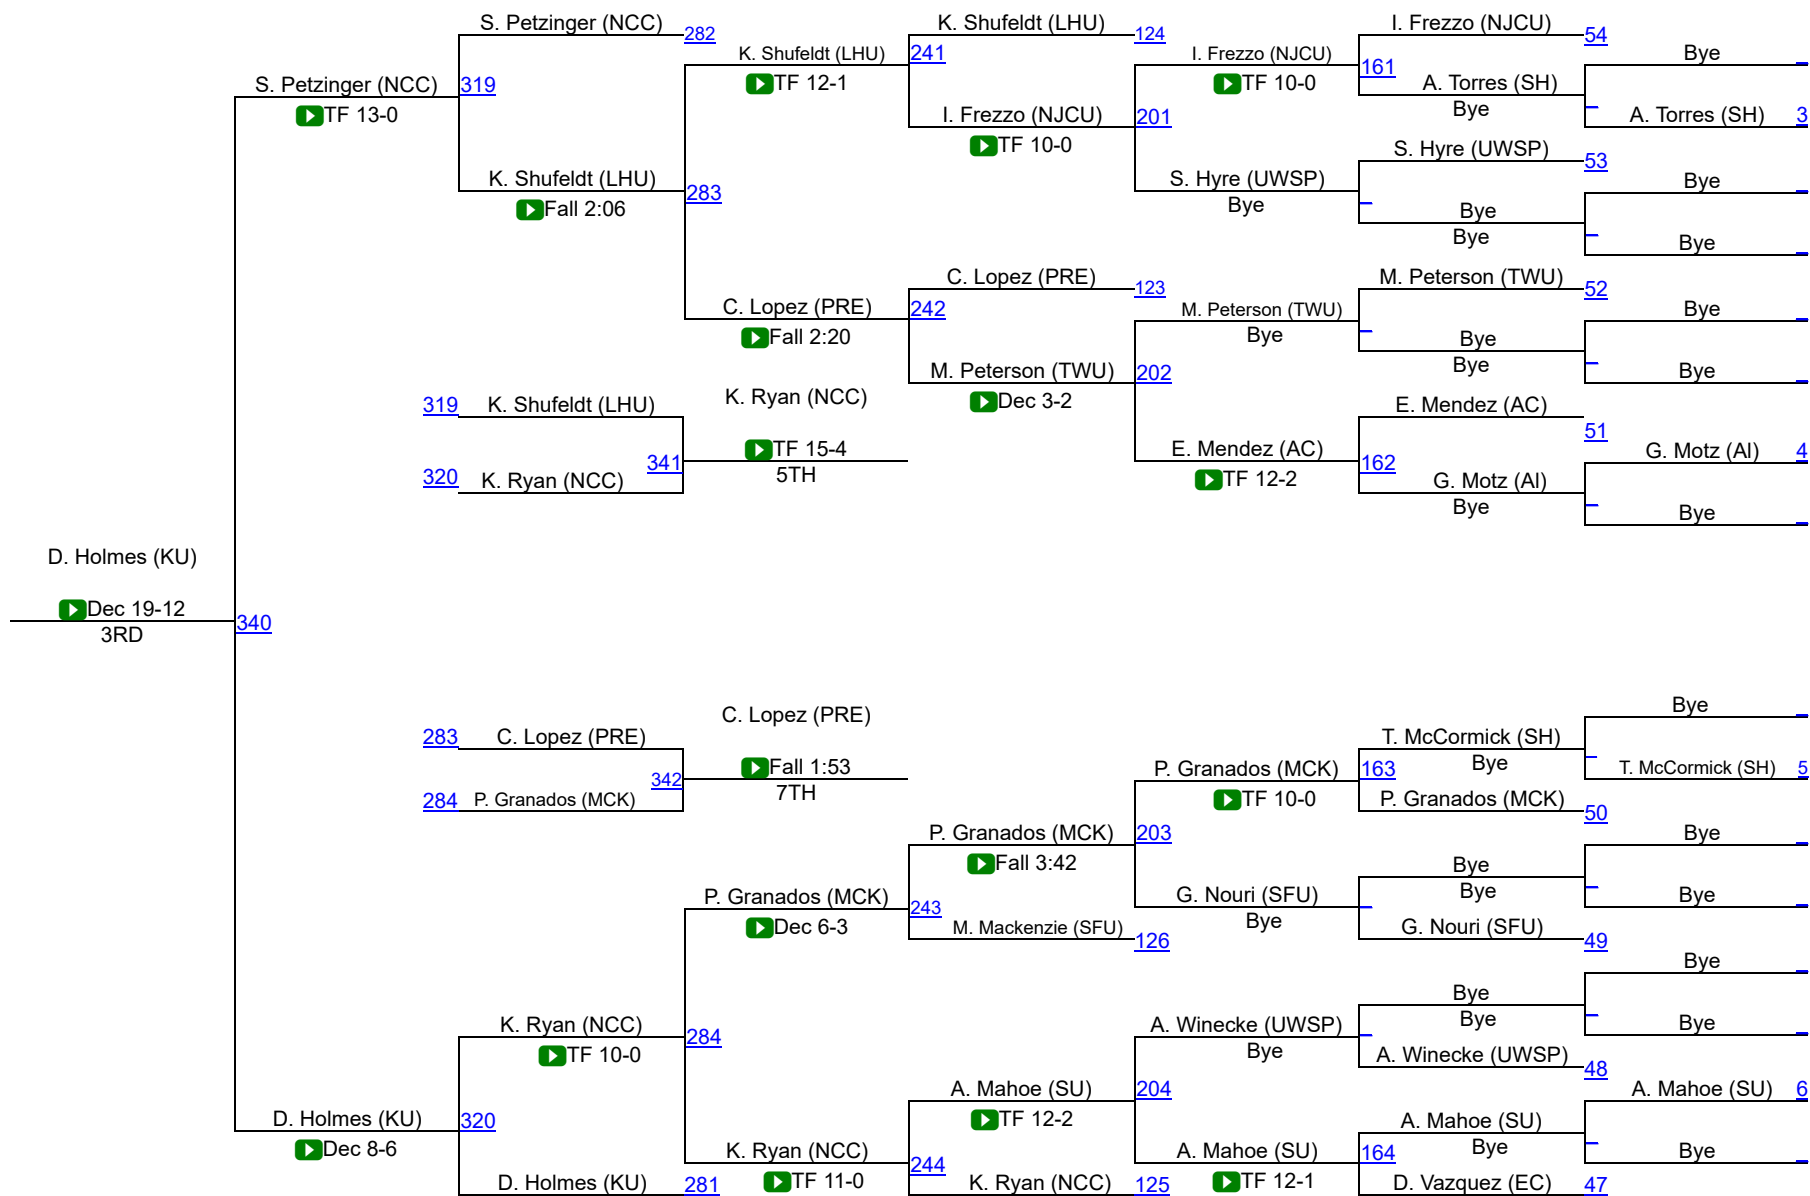 S. Petzinger (NCC) 282
K. Shufeldt (LHU) 124
I. Frezzo (NJCU) 54
Bye
K. Shufeldt (LHU) 241
TF 12-1
I. Frezzo (NJCU) 161
TF 10-0
S. Petzinger (NCC) 319
TF 13-0
A. Torres (SH)
Bye
I. Frezzo (NJCU) 201
TF 10-0
A. Torres (SH) 3
S. Hyre (UWSP) 53
Bye
K. Shufeldt (LHU) 283
Fall 2:06
S. Hyre (UWSP)
Bye
Bye
Bye
Bye
C. Lopez (PRE) 123
M. Peterson (TWU) 52
Bye
C. Lopez (PRE) 242
Fall 2:20
M. Peterson (TWU)
Bye
Bye
Bye
M. Peterson (TWU) 202
Dec 3-2
Bye
K. Ryan (NCC)
319 K. Shufeldt (LHU)
E. Mendez (AC) 51
341 TF 15-4
5TH
E. Mendez (AC) 162
TF 12-2
G. Motz (Al) 4
320 K. Ryan (NCC)
G. Motz (Al)
Bye
Bye
D. Holmes (KU)
Dec 19-12
3RD
340
Bye
C. Lopez (PRE)
283 C. Lopez (PRE)
T. McCormick (SH)
Bye
342 Fall 1:53
7TH
P. Granados (MCK) 163
TF 10-0
T. McCormick (SH) 5
284 P. Granados (MCK)
P. Granados (MCK) 50
P. Granados (MCK) 203
Fall 3:42
Bye
Bye
Bye
P. Granados (MCK) 243
Dec 6-3
G. Nouri (SFU)
Bye
Bye
M. Mackenzie (SFU) 126
G. Nouri (SFU) 49
Bye
Bye
Bye
K. Ryan (NCC) 284
TF 10-0
A. Winecke (UWSP)
Bye
Bye
A. Winecke (UWSP) 48
A. Mahoe (SU) 204
TF 12-2
A. Mahoe (SU) 6
D. Holmes (KU) 320
Dec 8-6
A. Mahoe (SU)
Bye
K. Ryan (NCC) 244
TF 11-0
A. Mahoe (SU) 164
TF 12-1
Bye
D. Holmes (KU) 281
K. Ryan (NCC) 125
D. Vazquez (EC) 47